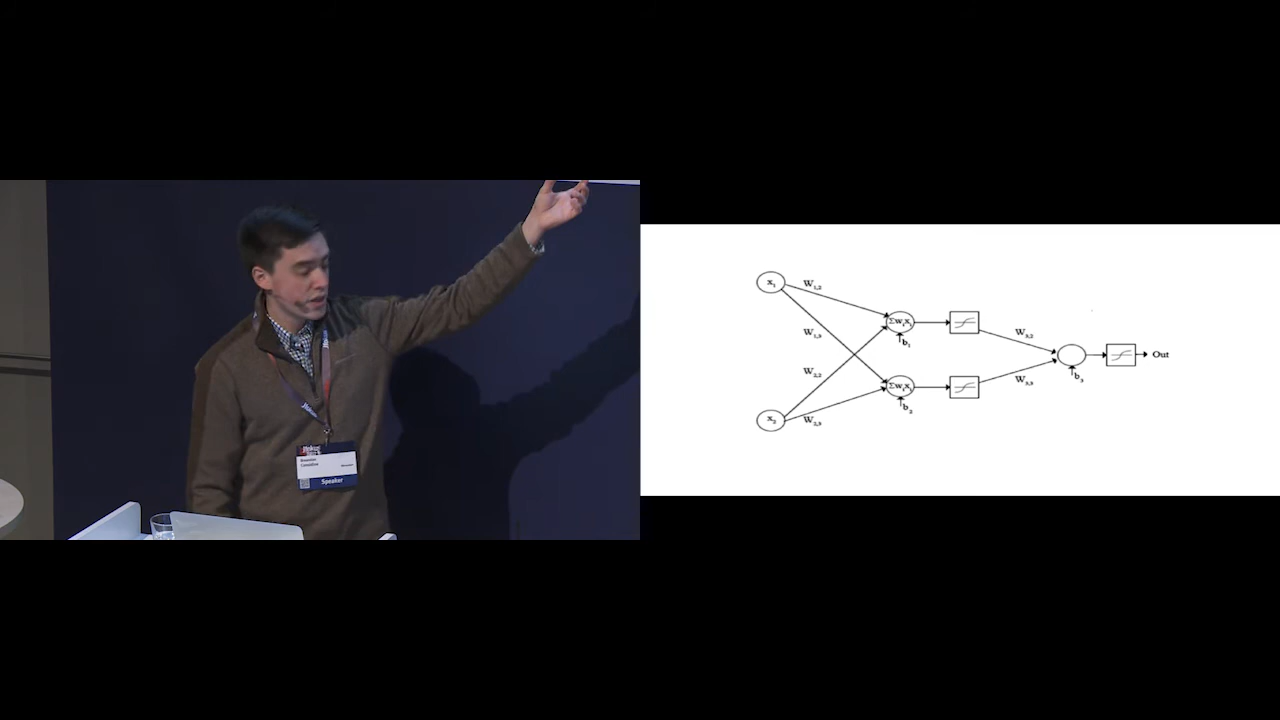 Jfokus
Speaker
x₁
W₁,₂
W₁,₃
Σwᵢxᵢ
b₁
W₃,₂
W₂,₂
b₃
Out
W₃,₃
Σwᵢxᵢ
b₂
x₂
W₂,₃